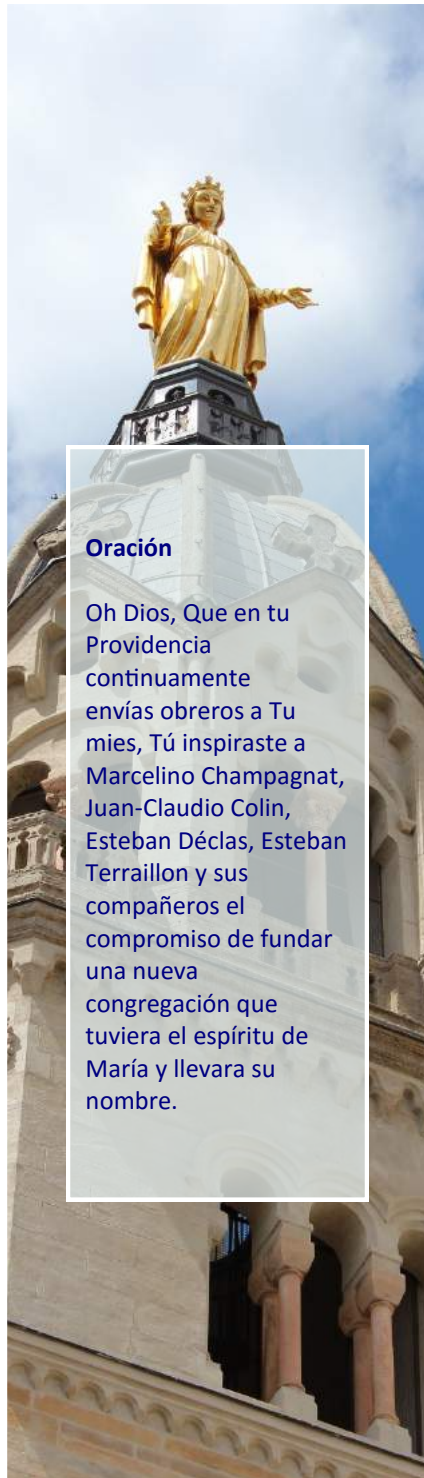 Oración
Oh Dios, Que en tu
Providencia
continuamente
envías obreros a Tu
mies, Tú inspiraste a
Marcelino Champagnat,
Juan-Claudio Colin,
Esteban Déclas, Esteban
Terraillon y sus
compañeros el
compromiso de fundar
una nueva
congregación que
tuviera el espíritu de
María y llevara su
nombre.